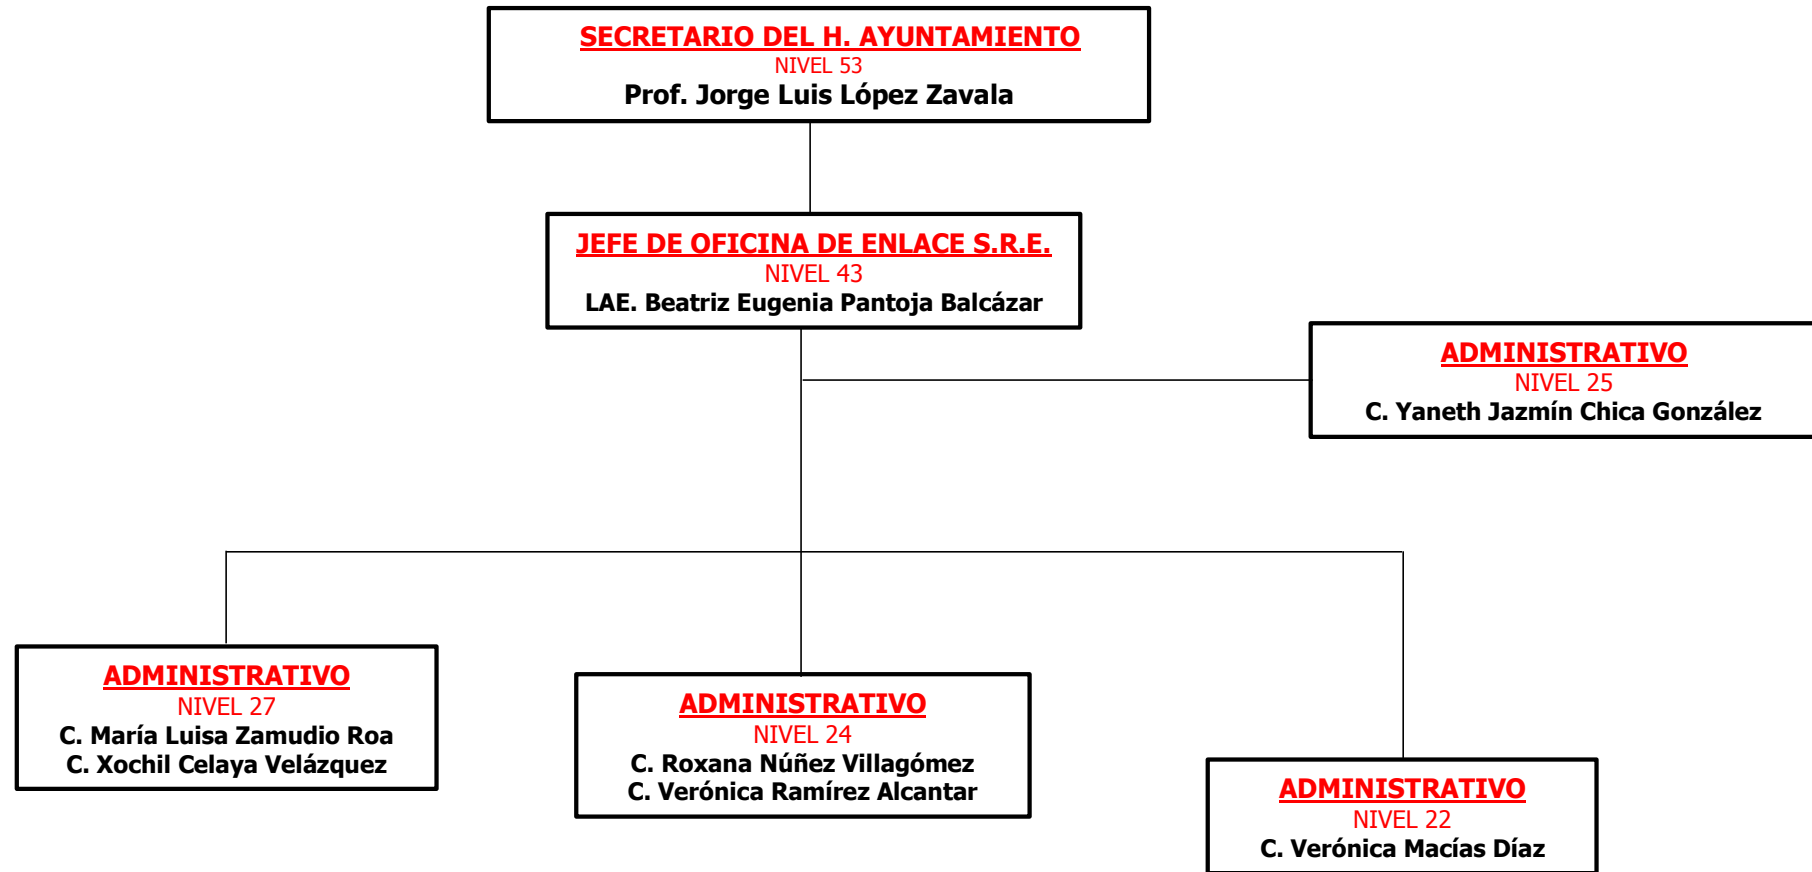 SECRETARIO DEL H. AYUNTAMIENTO
NIVEL 53
Prof. Jorge Luis López Zavala
JEFE DE OFICINA DE ENLACE S.R.E.
NIVEL 43
LAE. Beatriz Eugenia Pantoja Balcázar
ADMINISTRATIVO
NIVEL 25
C. Yaneth Jazmín Chica González
ADMINISTRATIVO
NIVEL 27
C. María Luisa Zamudio Roa
C. Xochil Celaya Velázquez
ADMINISTRATIVO
NIVEL 24
C. Roxana Núñez Villagómez
C. Verónica Ramírez Alcantar
ADMINISTRATIVO
NIVEL 22
C. Verónica Macías Díaz